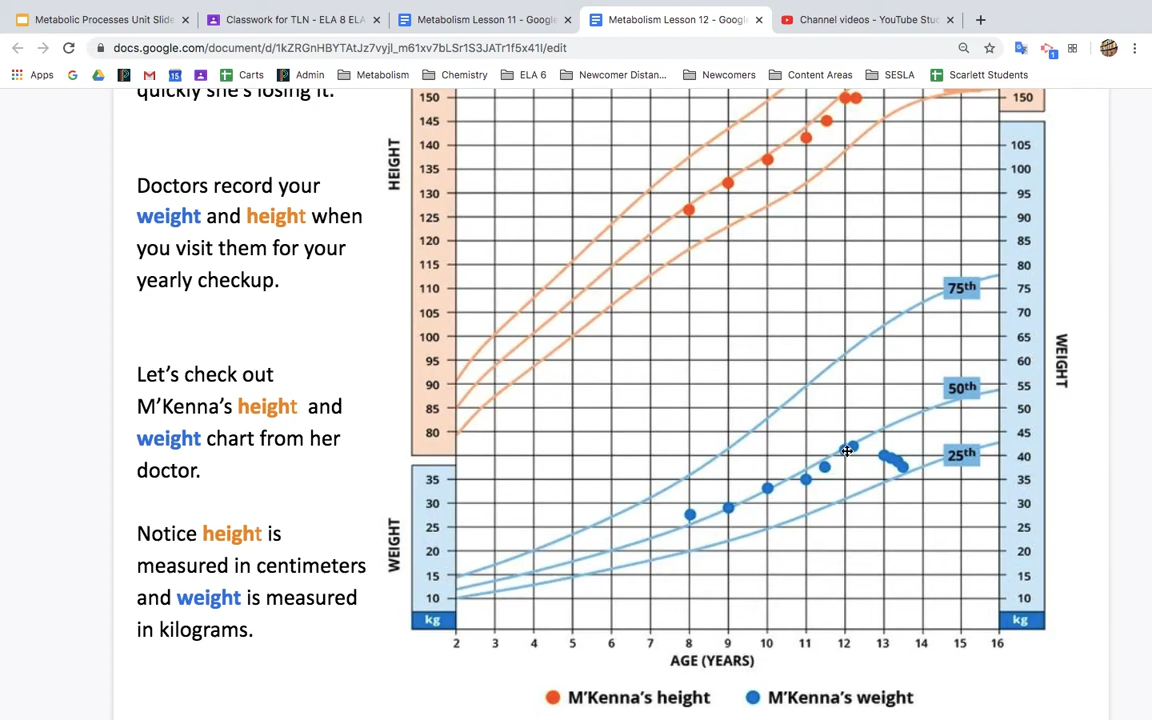 Metabolic Processes Unit Slide
Classwork for TLN - ELA 8 ELA
Metabolism Lesson 11 - Google
Metabolism Lesson 12 - Googl
Channel videos - YouTube Stu
docs.google.com/document/d/1kZRGnHBYTAtJz7vyjl_m61xv7bLSr1S3JATr1f5x41I/edit
1
Apps
15
Carts
Admin
Metabolism
Chemistry
ELA 6
Newcomer Distan...
Newcomers
Content Areas
SESLA
Scarlett Students
quickly she's losing it.
Doctors record your
weight and height when
you visit them for your
yearly checkup.
Let's check out
M'Kenna's height and
weight chart from her
doctor.
Notice height is
measured in centimeters
and weight is measured
in kilograms.
HEIGHT
150
145
140
135
130
125
120
115
110
105
100
95
90
85
80
WEIGHT
35
30
25
20
15
10
kg
150
105
100
95
90
85
80
75
70
65
60
55
50
45
40
35
30
25
20
15
10
kg
WEIGHT
75th
50th
25th
2 3 4 5 6 7 8 9 10 11 12 13 14 15 16
AGE (YEARS)
M'Kenna's height
M'Kenna's weight